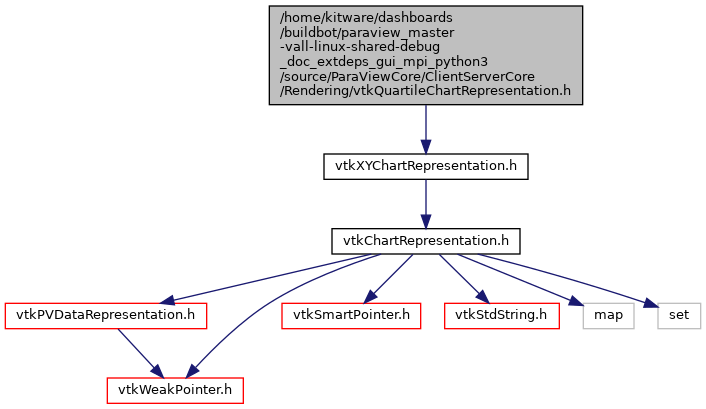 /home/kitware/dashboards
/buildbot/paraview_master
-vall-linux-shared-debug
_doc_extdeps_gui_mpi_python3
/source/ParaViewCore/ClientServerCore
/Rendering/vtkQuartileChartRepresentation.h
vtkXYChartRepresentation.h
vtkChartRepresentation.h
vtkPVDataRepresentation.h
vtkSmartPointer.h
vtkStdString.h
map
set
vtkWeakPointer.h